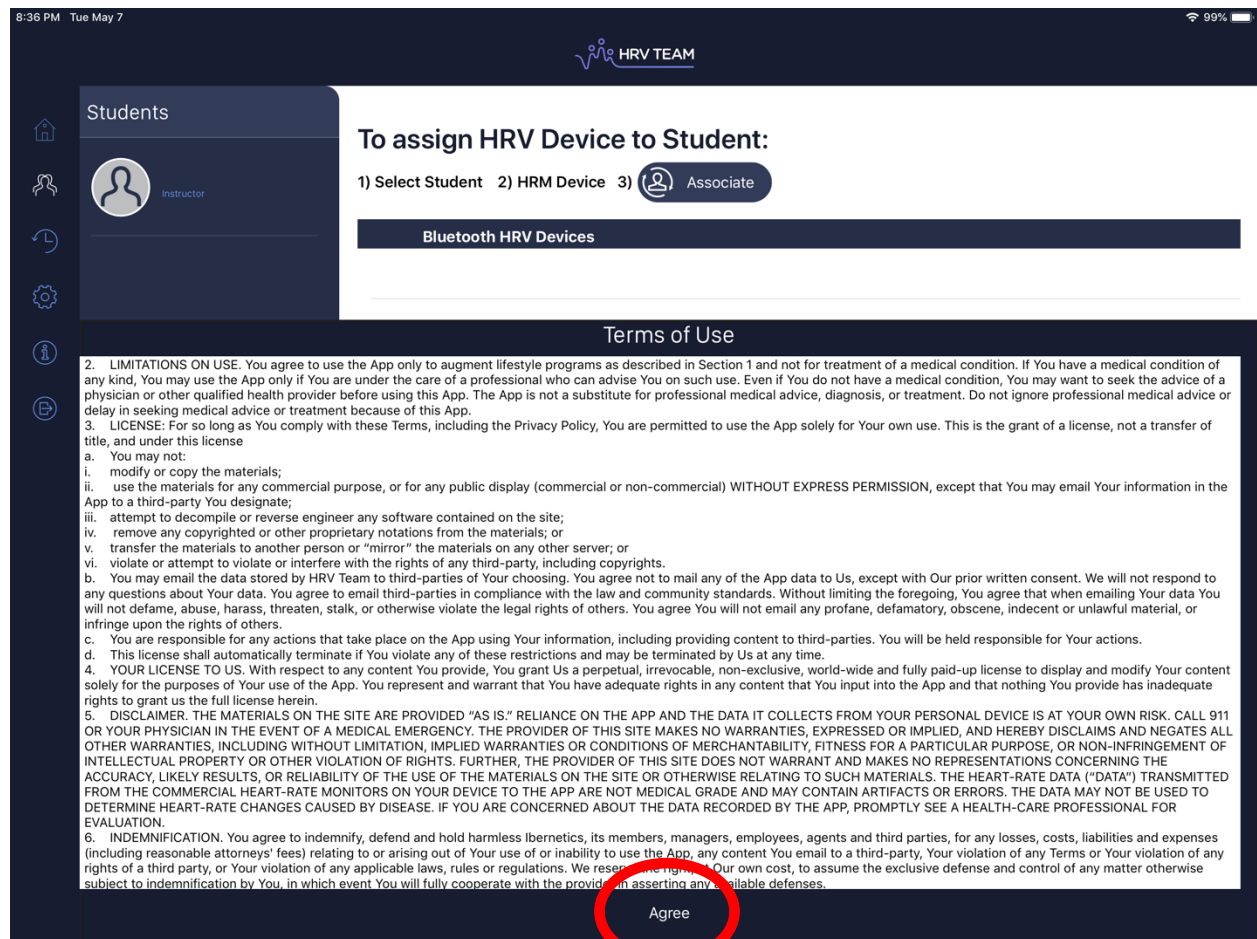 8:36 PM Tue May 7
99%
HRV TEAM
Students
Instructor
To assign HRV Device to Student:
1) Select Student 2) HRM Device 3) Associate
Bluetooth HRV Devices
Terms of Use
2. LIMITATIONS ON USE. You agree to use the App only to augment lifestyle programs as described in Section 1 and not for treatment of a medical condition. If You have a medical condition of
any kind, You may use the App only if You are under the care of a professional who can advise You on such use. Even if You do not have a medical condition, You may want to seek the advice of a
physician or other qualified health provider before using this App. The App is not a substitute for professional medical advice, diagnosis, or treatment. Do not ignore professional medical advice or
delay in seeking medical advice or treatment because of this App.
3. LICENSE: For so long as You comply with these Terms, including the Privacy Policy, You are permitted to use the App solely for Your own use. This is the grant of a license, not a transfer of
title, and under this license
a. You may not:
i. modify or copy the materials;
ii. use the materials for any commercial purpose, or for any public display (commercial or non-commercial) WITHOUT EXPRESS PERMISSION, except that You may email Your information in the
App to a third-party You designate;
iii. attempt to decompile or reverse engineer any software contained on the site;
iv. remove any copyrighted or other proprietary notations from the materials; or
v. transfer the materials to another person or “mirror” the materials on any other server; or
vi. violate or attempt to violate or interfere with the rights of any third-party, including copyrights.
b. You may email the data stored by HRV Team to third-parties of Your choosing. You agree not to mail any of the App data to Us, except with Our prior written consent. We will not respond to
any questions about Your data. You agree to email third-parties in compliance with the law and community standards. Without limiting the foregoing, You agree that when emailing Your data You
will not defame, abuse, harass, threaten, stalk, or otherwise violate the legal rights of others. You agree You will not email any profane, defamatory, obscene, indecent or unlawful material, or
infringe upon the rights of others.
c. You are responsible for any actions that take place on the App using Your information, including providing content to third-parties. You will be held responsible for Your actions.
d. This license shall automatically terminate if You violate any of these restrictions and may be terminated by Us at any time.
4. YOUR LICENSE TO US. With respect to any content You provide, You grant Us a perpetual, irrevocable, non-exclusive, world-wide and fully paid-up license to display and modify Your content
solely for the purposes of Your use of the App. You represent and warrant that You have adequate rights in any content that You input into the App and that nothing You provide has inadequate
rights to grant us the full license herein.
5. DISCLAIMER. THE MATERIALS ON THE SITE ARE PROVIDED “AS IS.” RELIANCE ON THE APP AND THE DATA IT COLLECTS FROM YOUR PERSONAL DEVICE IS AT YOUR OWN RISK. CALL 911
OR YOUR PHYSICIAN IN THE EVENT OF A MEDICAL EMERGENCY. THE PROVIDER OF THIS SITE MAKES NO WARRANTIES, EXPRESSED OR IMPLIED, AND HEREBY DISCLAIMS AND NEGATES ALL
OTHER WARRANTIES, INCLUDING WITHOUT LIMITATION, IMPLIED WARRANTIES OR CONDITIONS OF MERCHANTABILITY, FITNESS FOR A PARTICULAR PURPOSE, OR NON-INFRINGEMENT OF
INTELLECTUAL PROPERTY OR OTHER VIOLATION OF RIGHTS. FURTHER, THE PROVIDER OF THIS SITE DOES NOT WARRANT AND MAKES NO REPRESENTATIONS CONCERNING THE
ACCURACY, LIKELY RESULTS, OR RELIABILITY OF THE USE OF THE MATERIALS ON THE SITE OR OTHERWISE RELATING TO SUCH MATERIALS. THE HEART-RATE DATA (“DATA”) TRANSMITTED
FROM THE COMMERCIAL HEART-RATE MONITORS ON YOUR DEVICE TO THE APP ARE NOT MEDICAL GRADE AND MAY CONTAIN ARTIFACTS OR ERRORS. THE DATA MAY NOT BE USED TO
DETERMINE HEART-RATE CHANGES CAUSED BY DISEASE. IF YOU ARE CONCERNED ABOUT THE DATA RECORDED BY THE APP, PROMPTLY SEE A HEALTH-CARE PROFESSIONAL FOR
EVALUATION.
6. INDEMNIFICATION. You agree to indemnify, defend and hold harmless Ibernetics, its members, managers, employees, agents and third parties, for any losses, costs, liabilities and expenses
(including reasonable attorneys' fees) relating to or arising out of Your use of or inability to use the App, any content You email to a third-party, Your violation of any Terms or Your violation of any
rights of a third party, or Your violation of any applicable laws, rules or regulations. We the right, Our own cost, to assume the exclusive defense and control of any matter otherwise
subject to indemnification by You, in which event You will fully cooperate with the in asserting any defenses.
Agree